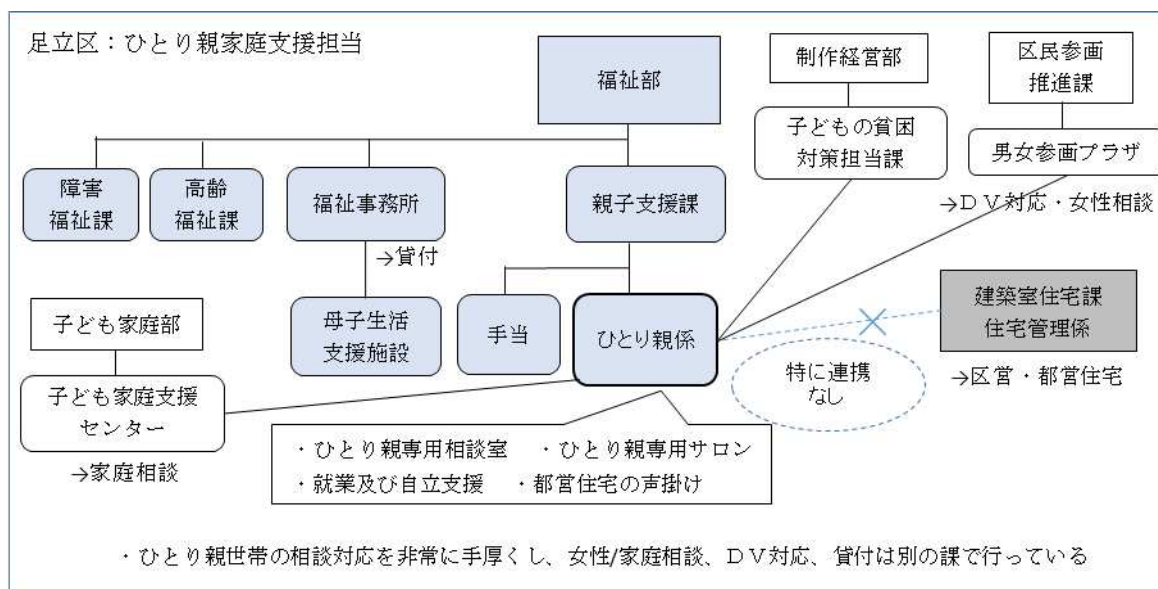 足立区：ひとり親家庭支援担当
福祉部
制作経営部
区民参画
推進課
子どもの貧困
対策担当課
男女参画プラザ
→ＤＶ対応・女性相談
障害
福祉課
高齢
福祉課
福祉事務所
→貸付
親子支援課
子ども家庭部
母子生活
支援施設
手当
ひとり親係
建築室住宅課
住宅管理係
→区営・都営住宅
特に連携
なし
子ども家庭支援
センター
→家庭相談
・ひとり親専用相談室　・ひとり親専用サロン
・就業及び自立支援　・都営住宅の声掛け
・ひとり親世帯の相談対応を非常に手厚くし、女性/家庭相談、ＤＶ対応、貸付は別の課で行っている